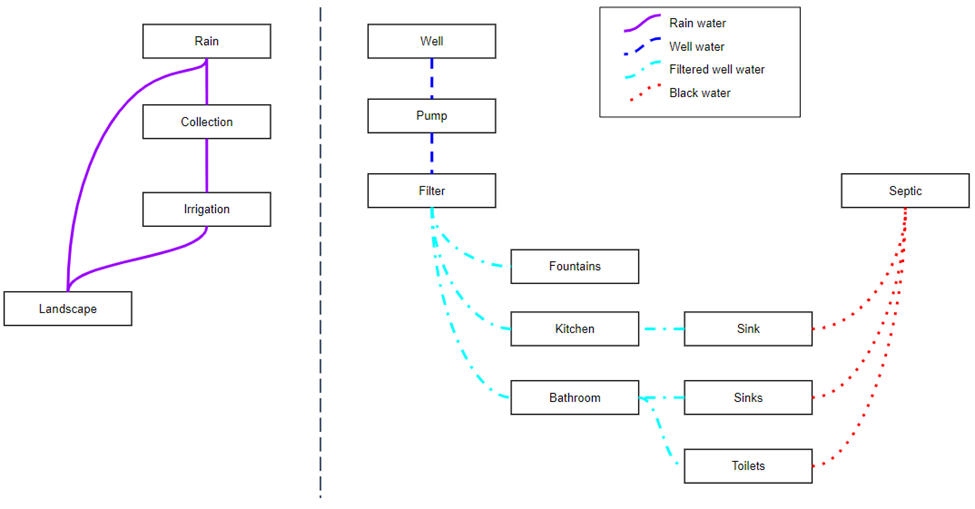 Rain
Collection
Irrigation
Landscape
Well
Pump
Filter
Fountains
Kitchen
Bathroom
Sink
Sinks
Toilets
Septic
Rain water
Well water
Filtered well water
Black water